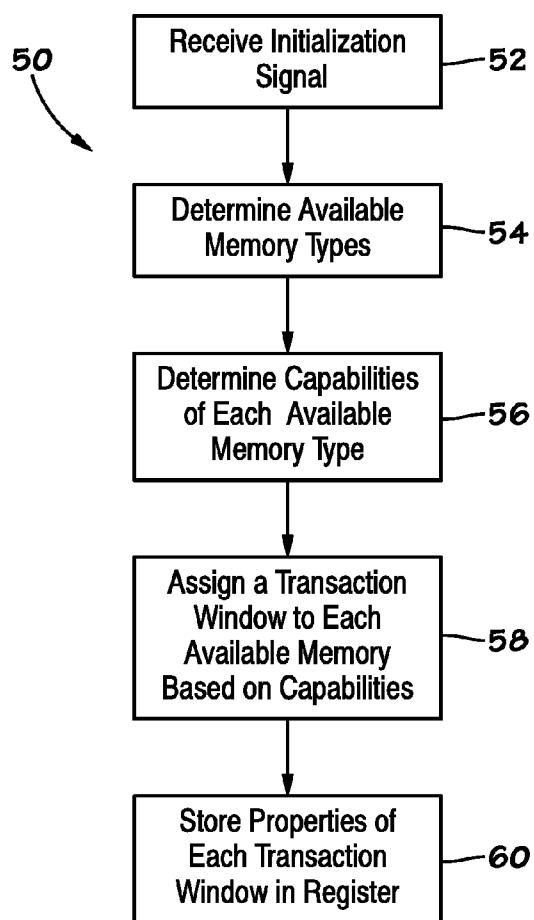 50
Receive Initialization
Signal
52
Determine Available
Memory Types
54
Determine Capabilities
of Each Available
Memory Type
56
Assign a Transaction
Window to Each
Available Memory
Based on Capabilities
58
Store Properties of
Each Transaction
Window in Register
60